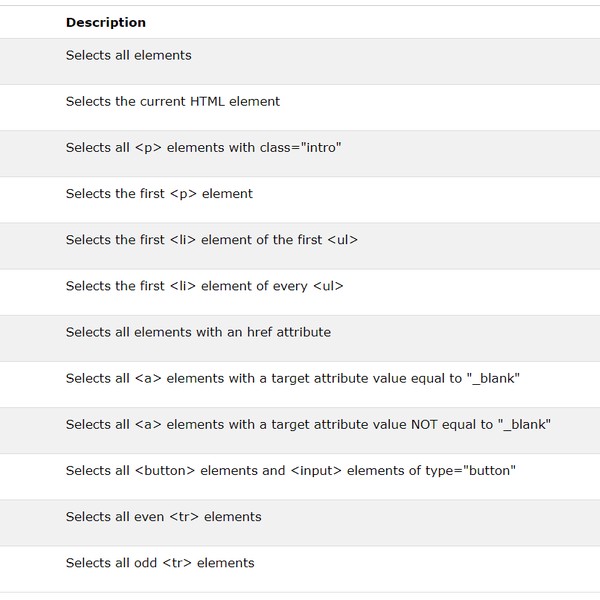 Description
Selects all elements
Selects the current HTML element
Selects all <p> elements with class="intro"
Selects the first <p> element
Selects the first <li> element of the first <ul>
Selects the first <li> element of every <ul>
Selects all elements with an href attribute
Selects all <a> elements with a target attribute value equal to "_blank"
Selects all <a> elements with a target attribute value NOT equal to "_blank"
Selects all <button> elements and <input> elements of type="button"
Selects all even <tr> elements
Selects all odd <tr> elements